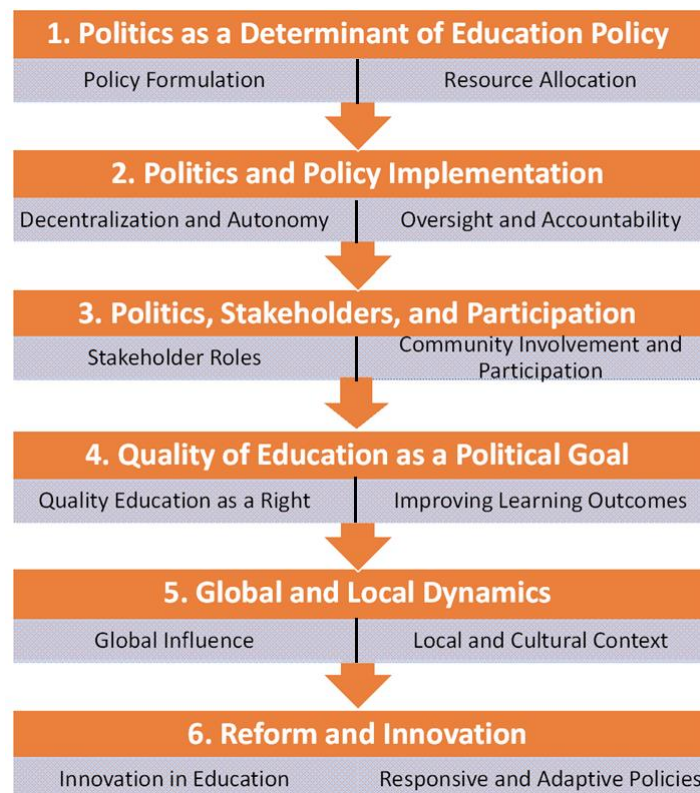 1. Politics as a Determinant of Education Policy
Policy Formulation
Resource Allocation
2. Politics and Policy Implementation
Decentralization and Autonomy
Oversight and Accountability
3. Politics, Stakeholders, and Participation
Stakeholder Roles
Community Involvement and
Participation
4. Quality of Education as a Political Goal
Quality Education as a Right
Improving Learning Outcomes
5. Global and Local Dynamics
Global Influence
Local and Cultural Context
6. Reform and Innovation
Innovation in Education
Responsive and Adaptive Policies